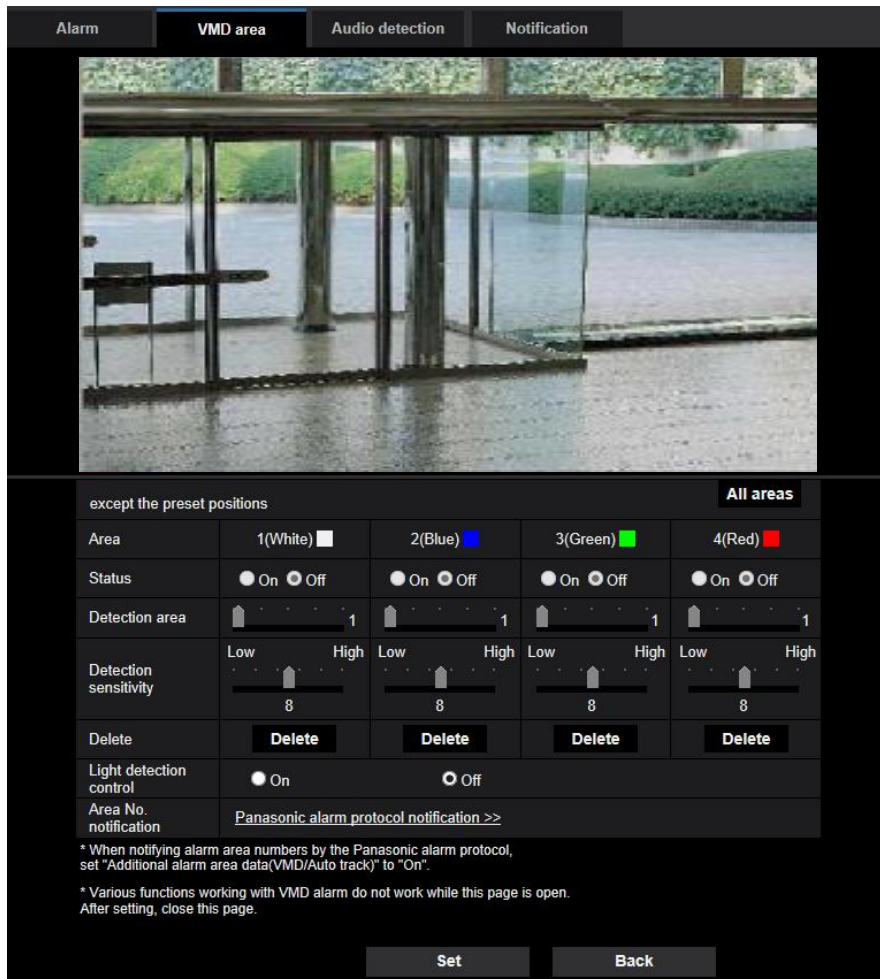 Alarm VMD area Audio detection Notification
except the preset positions All areas
Area 1(White) 2(Blue) 3(Green) 4(Red)
Status On Off On Off On Off On Off
Detection area 1 1 1 1
Low High Low High Low High Low High
Detection
sensitivity
8 8 8 8
Delete Delete Delete Delete Delete
Light detection
control On Off
Area No.
notification Panasonic alarm protocol notification >>
* When notifying alarm area numbers by the Panasonic alarm protocol,
set "Additional alarm area data(VMD/Auto track)" to "On".
* Various functions working with VMD alarm do not work while this page is open.
After setting, close this page.
Set Back